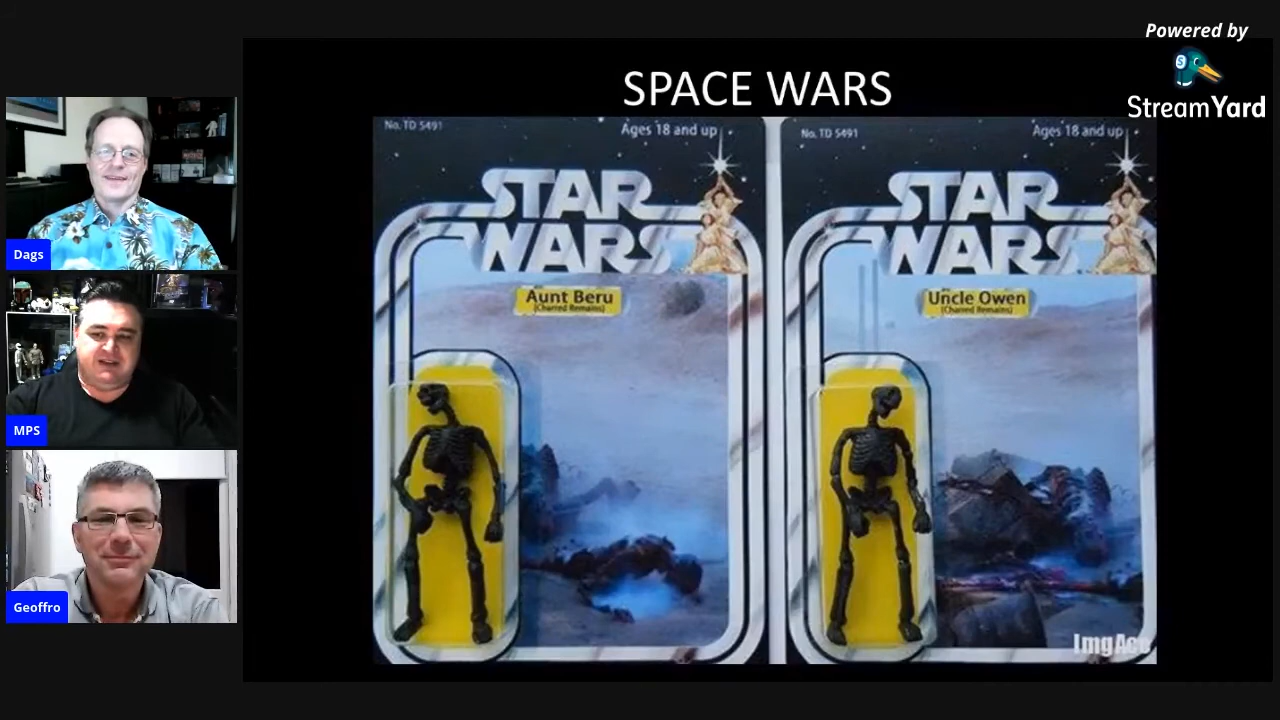 Powered by
StreamYard
SPACE WARS
No. TD 5491
Ages 18 and up
STAR
WARS
Aunt Beru
(Charred Remains)
No. TD 5491
Ages 18 and up
STAR
WARS
Uncle Owen
(Charred Remains)
ImgAce
Dags
MPS
Geoffro